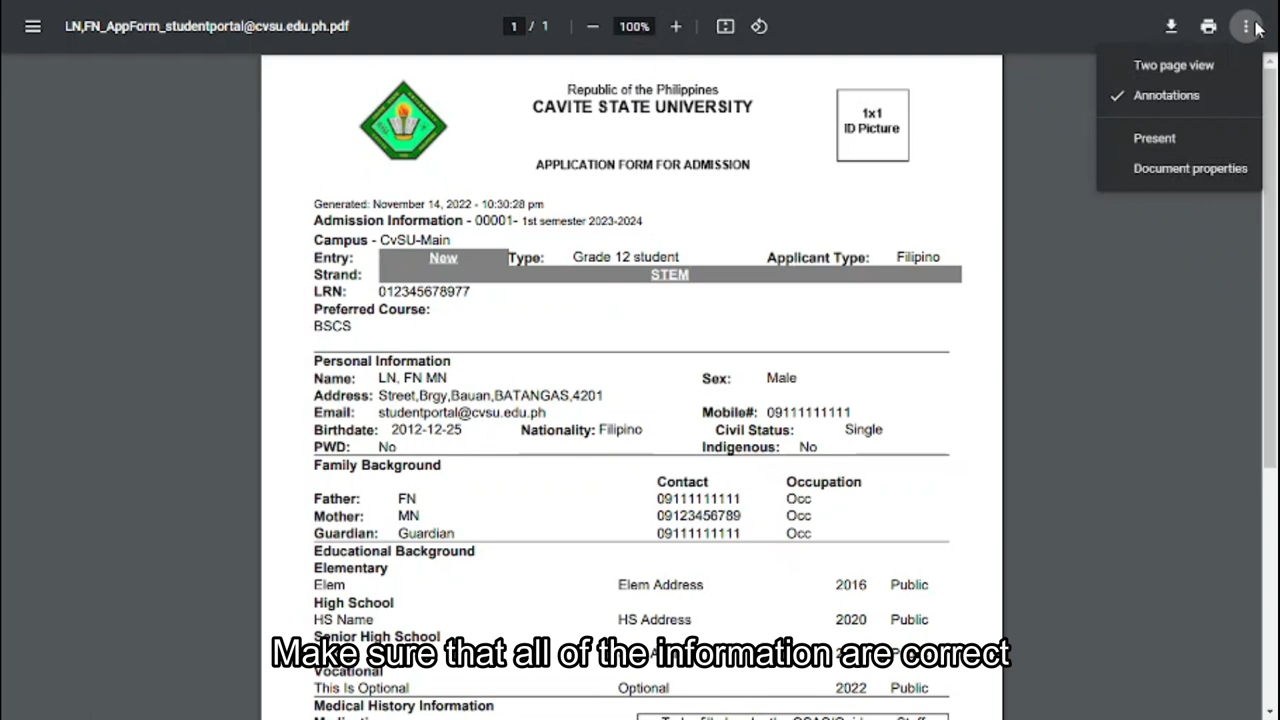 LN,FN_AppForm_studentportal@cvsu.edu.ph.pdf 1 / 1 100%
Two page view
Annotations
Present
Document properties
Republic of the Philippines
CAVITE STATE UNIVERSITY
1x1
ID Picture
APPLICATION FORM FOR ADMISSION
Generated: November 14, 2022 - 10:30:28 pm
Admission Information - 00001- 1st semester 2023-2024
Campus - CvSU-Main
Entry: New Type: Grade 12 student Applicant Type: Filipino
Strand: STEM
LRN: 012345678977
Preferred Course:
BSCS
Personal Information
Name: LN, FN MN Sex: Male
Address: Street,Brgy,Bauan,BATANGAS,4201
Email: studentportal@cvsu.edu.ph Mobile#: 09111111111
Birthdate: 2012-12-25 Nationality: Filipino Civil Status: Single
PWD: No Indigenous: No
Family Background
Contact Occupation
Father: FN 09111111111 Occ
Mother: MN 09123456789 Occ
Guardian: Guardian 09111111111 Occ
Educational Background
Elementary
Elem Elem Address 2016 Public
High School
HS Name HS Address 2020 Public
Senior High School
Make sure that all of the information are correct
Vocational
This Is Optional Optional 2022 Public
Medical History Information